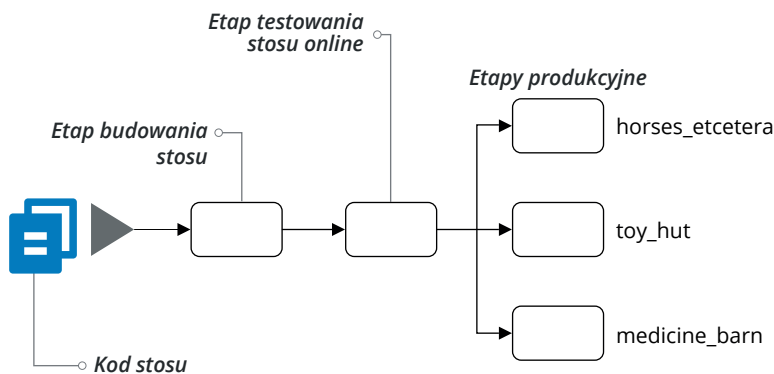 Etap testowania
stosu online
Etapy produkcyjne
horses_etcetera
Etap budowania
stosu
toy_hut
medicine_barn
Kod stosu